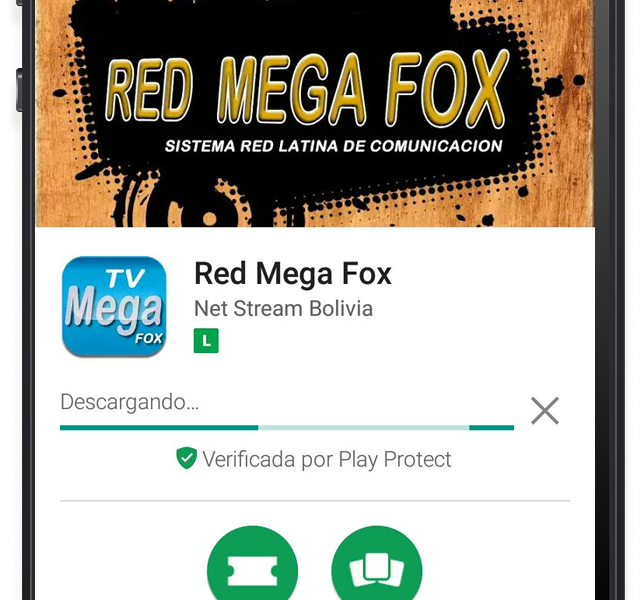 RED MEGA FOX
SISTEMA RED LATINA DE COMUNICACION
TV
Mega
FOX
Red Mega Fox
Net Stream Bolivia
L
Descargando...
Verificada por Play Protect